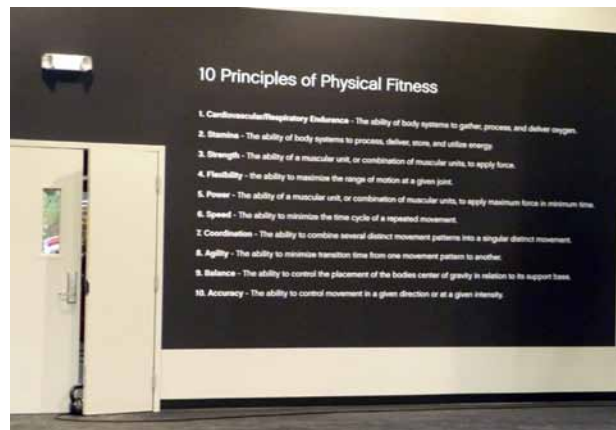 10 Principles of Physical Fitness
1. Cardiovascular/Respiratory Endurance - The ability of body systems to gather, process, and deliver oxygen.
2. Stamina - The ability of body systems to process, deliver, store, and utilize energy.
3. Strength - The ability of a muscular unit, or combination of muscular units, to apply force.
4. Flexibility - the ability to maximize the range of motion at a given joint.
5. Power - The ability of a muscular unit, or combination of muscular units, to apply maximum force in minimum time.
6. Speed - The ability to minimize the time cycle of a repeated movement.
7. Coordination - The ability to combine several distinct movement patterns into a singular distinct movement.
8. Agility - The ability to minimize transition time from one movement pattern to another.
9. Balance - The ability to control the placement of the bodies center of gravity in relation to its support base.
10. Accuracy - The ability to control movement in a given direction or at a given intensity.